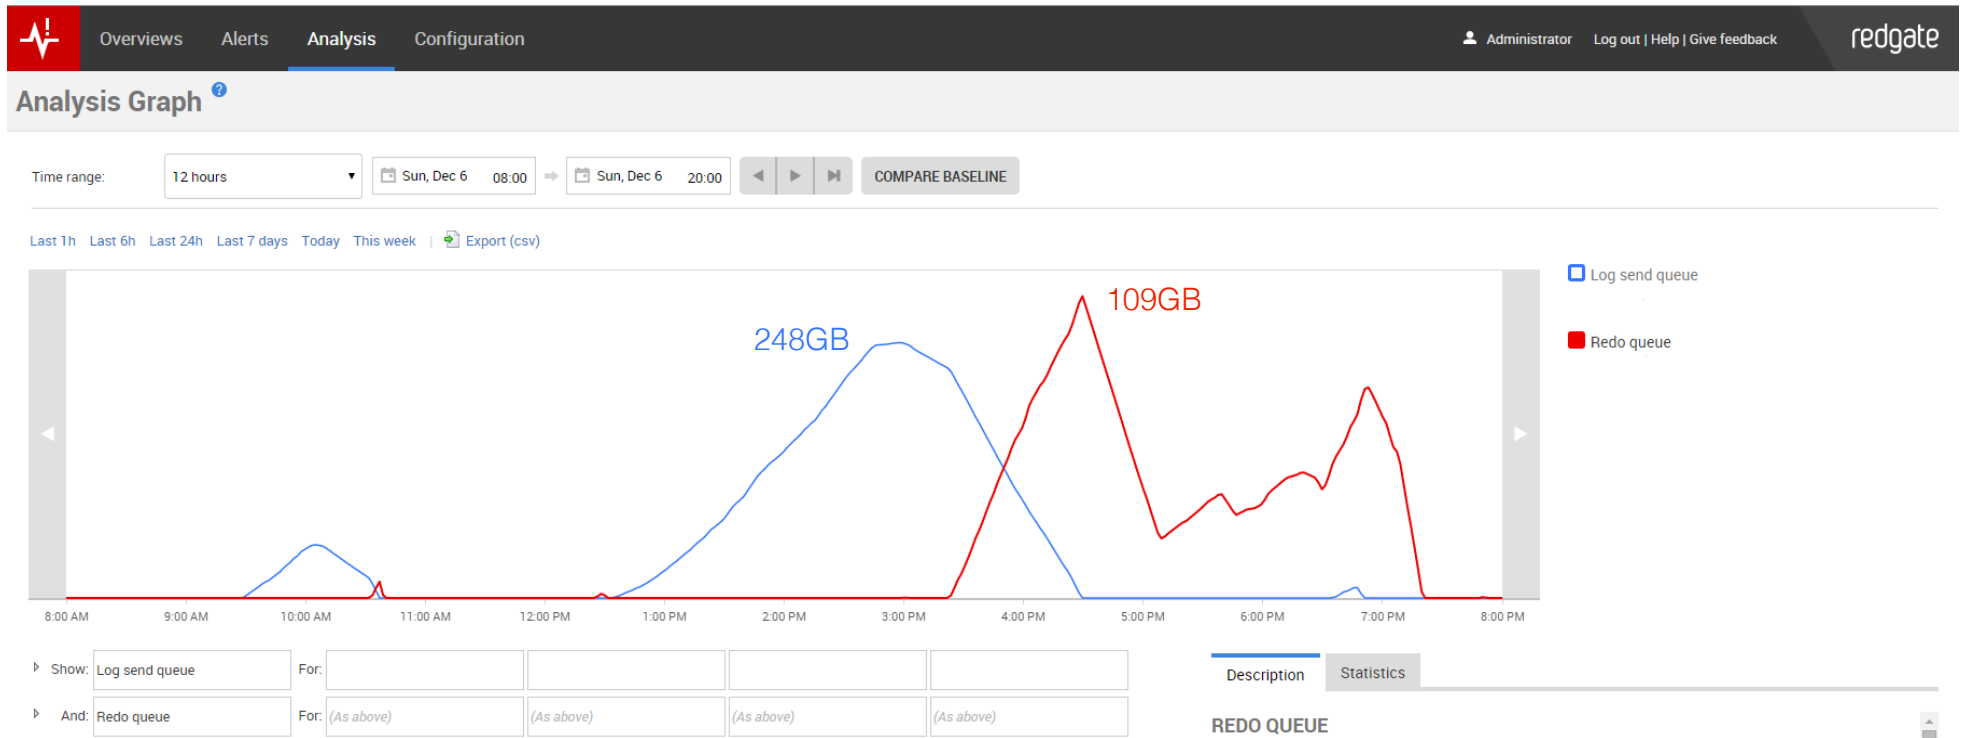 Overviews Alerts Analysis Configuration Administrator Log out | Help | Give feedback redgate
Analysis Graph ?
Time range: 12 hours Sun, Dec 6 08:00 Sun, Dec 6 20:00 COMPARE BASELINE
Last 1h Last 6h Last 24h Last 7 days Today This week | Export (csv)
Log send queue
109GB
248GB
Redo queue
8:00 AM 9:00 AM 10:00 AM 11:00 AM 12:00 PM 1:00 PM 2:00 PM 3:00 PM 4:00 PM 5:00 PM 6:00 PM 7:00 PM 8:00 PM
Show: Log send queue For:
And: Redo queue For: (As above) (As above) (As above) (As above)
Description Statistics
REDO QUEUE